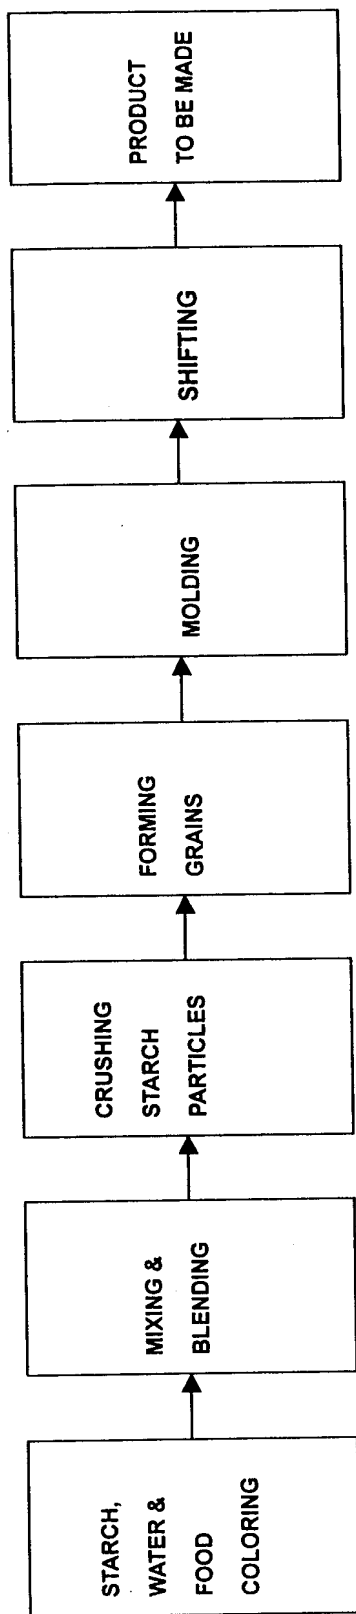 STARCH,
WATER &
FOOD
COLORING
MIXING &
BLENDING
CRUSHING
STARCH
PARTICLES
FORMING
GRAINS
MOLDING
SHIFTING
PRODUCT
TO BE MADE